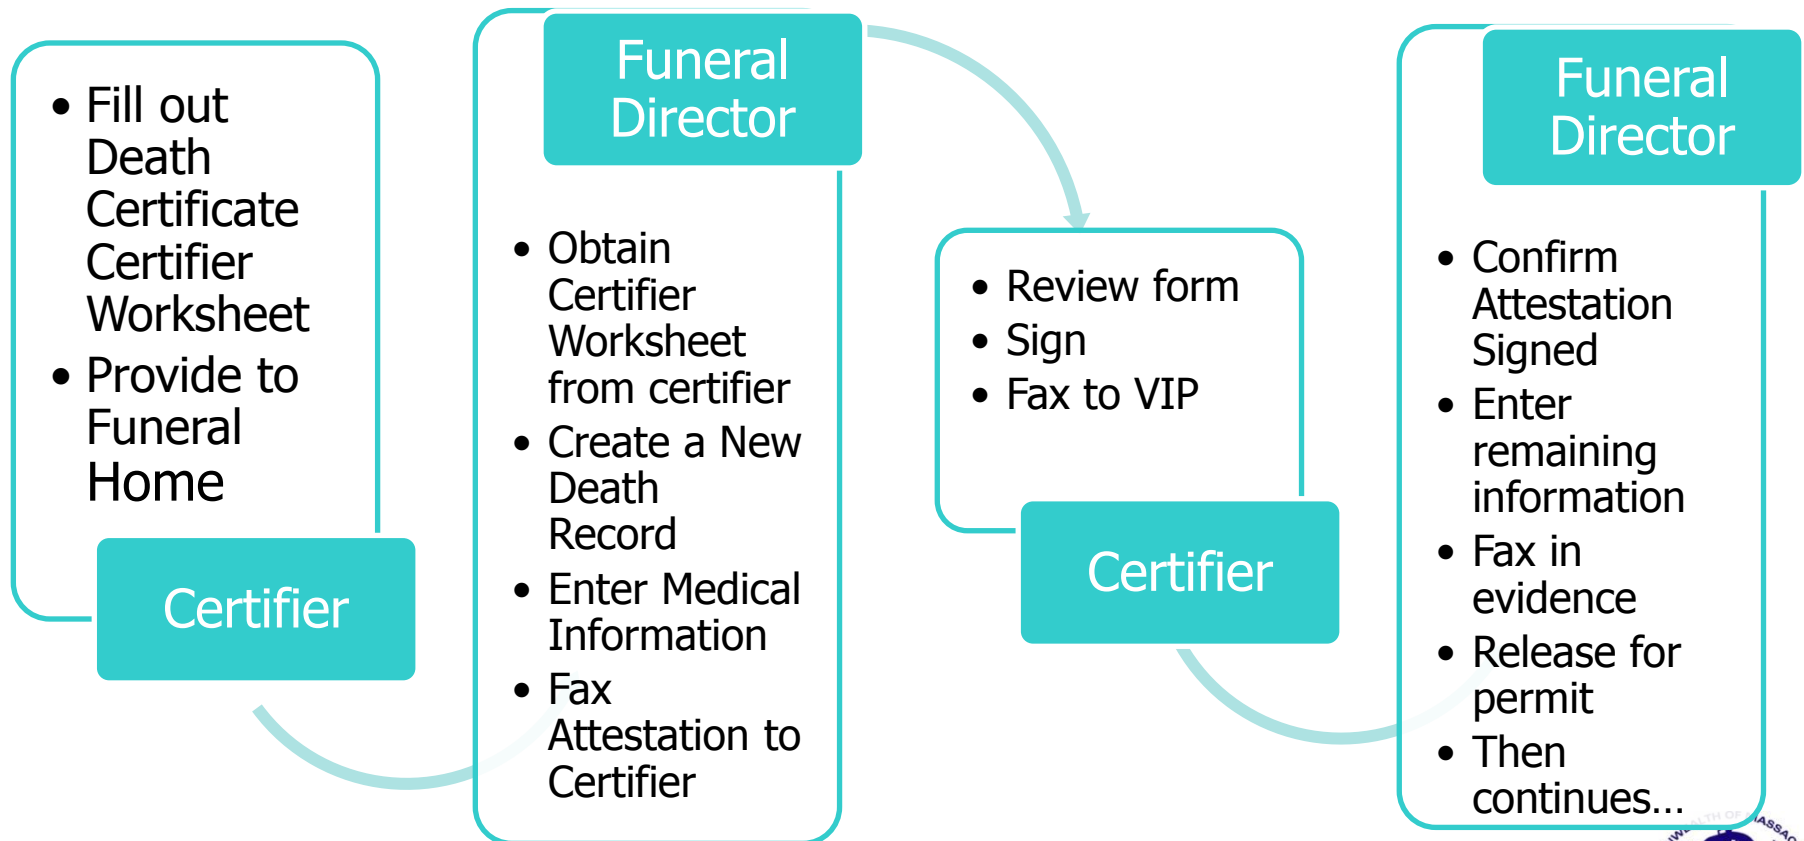 • Fill out
Death
Certificate
Certifier
Worksheet
• Provide to
Funeral
Home
Certifier
Funeral
Director
• Obtain
Certifier
Worksheet
from certifier
• Create a New
Death
Record
• Enter Medical
Information
• Fax
Attestation to
Certifier
• Review form
• Sign
• Fax to VIP
Certifier
Funeral
Director
• Confirm
Attestation
Signed
• Enter
remaining
information
• Fax in
evidence
• Release for
permit
• Then
continues...
OF